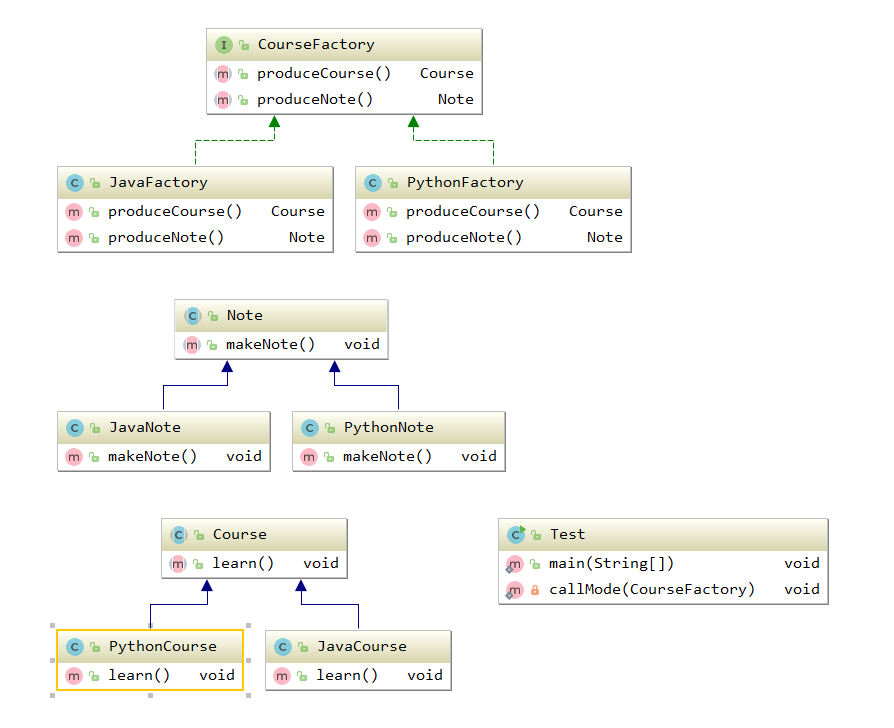 I CourseFactory
m produceCourse() Course
m produceNote() Note
C JavaFactory
m produceCourse() Course
m produceNote() Note
C PythonFactory
m produceCourse() Course
m produceNote() Note
C Note
m makeNote() void
C JavaNote
m makeNote() void
C PythonNote
m makeNote() void
C Course
m learn() void
C Test
m main(String[]) void
m callMode(CourseFactory) void
C PythonCourse
m learn() void
C JavaCourse
m learn() void